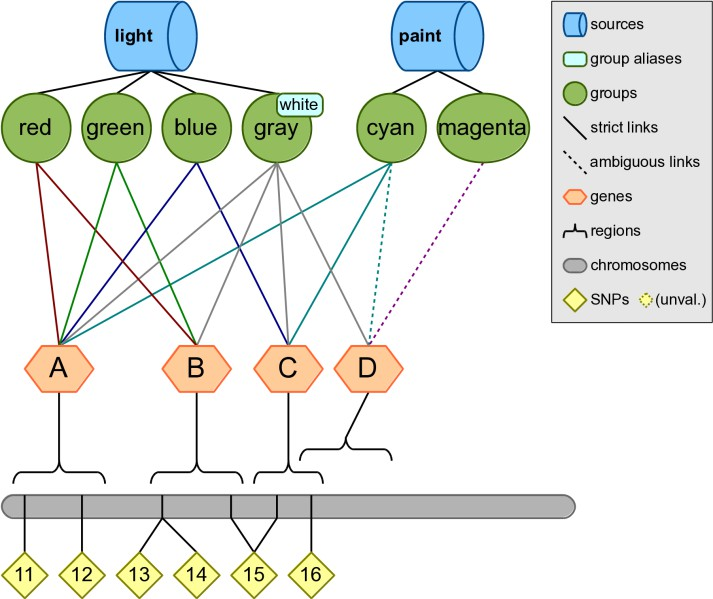 light
paint
white
red
green
blue
gray
cyan
magenta
A
B
C
D
11
12
13
14
15
16
sources
group aliases
groups
strict links
ambiguous links
genes
regions
chromosomes
SNPs (unval.)